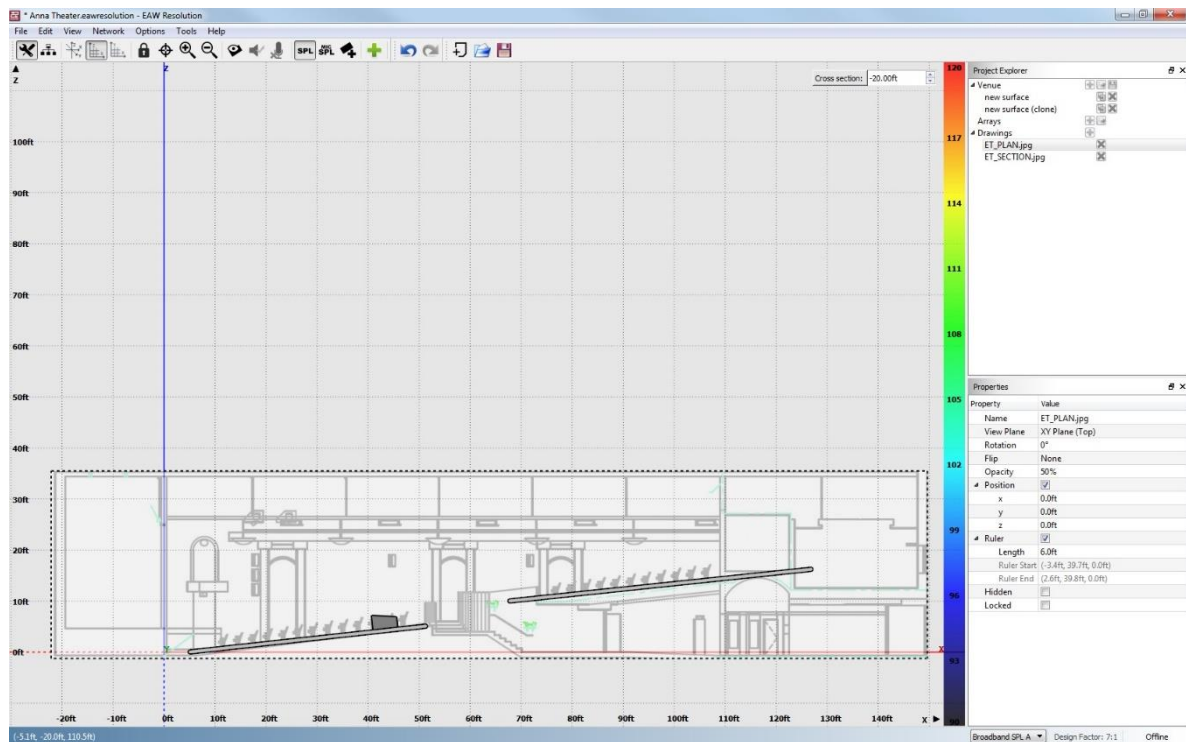 * Anna Theater.eawresolution - EAW Resolution
File Edit View Network Options Tools Help
SPL AVG SPL
Z
Z
Cross section: -20.00ft
100ft
90ft
80ft
70ft
60ft
50ft
40ft
30ft
20ft
10ft
0ft
Y
X
-20ft -10ft 0ft 10ft 20ft 30ft 40ft 50ft 60ft 70ft 80ft 90ft 100ft 110ft 120ft 130ft 140ft X
120
117
114
111
108
105
102
99
96
93
90
Project Explorer
Venue
new surface
new surface (clone)
Arrays
Drawings
ET_PLAN.jpg
ET_SECTION.jpg
Properties
Property Value
Name ET_PLAN.jpg
View Plane XY Plane (Top)
Rotation 0°
Flip None
Opacity 50%
Position
x 0.0ft
y 0.0ft
z 0.0ft
Ruler
Length 6.0ft
Ruler Start (-3.4ft, 39.7ft, 0.0ft)
Ruler End (2.6ft, 39.8ft, 0.0ft)
Hidden
Locked
(-5.1ft, -20.0ft, 110.5ft)
Broadband SPL A Design Factor: 7:1 Offline